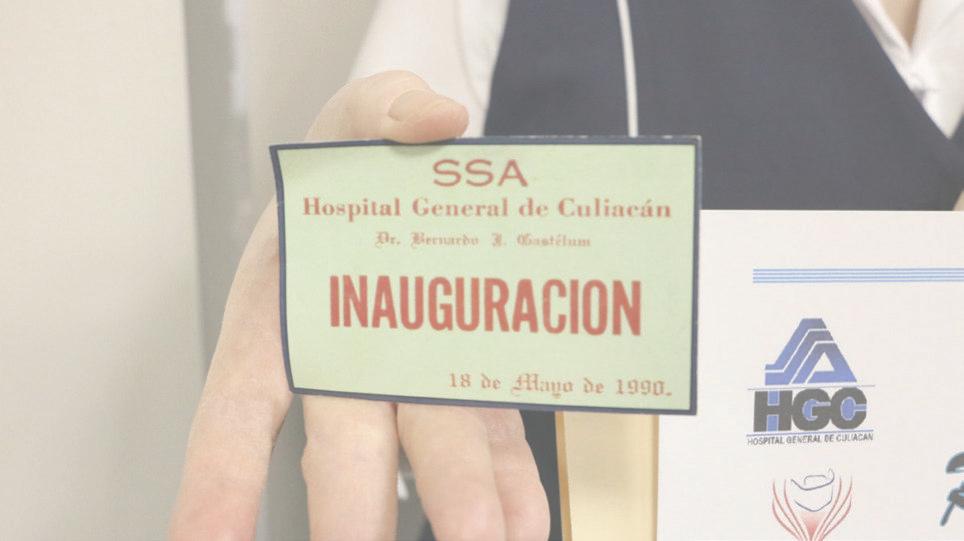 SSA
Hospital General de Culiacán
Dr. Bernardo J. Gastélum
INAUGURACION
18 de Mayo de 1990.
HGC
HOSPITAL GENERAL DE CULIACAN